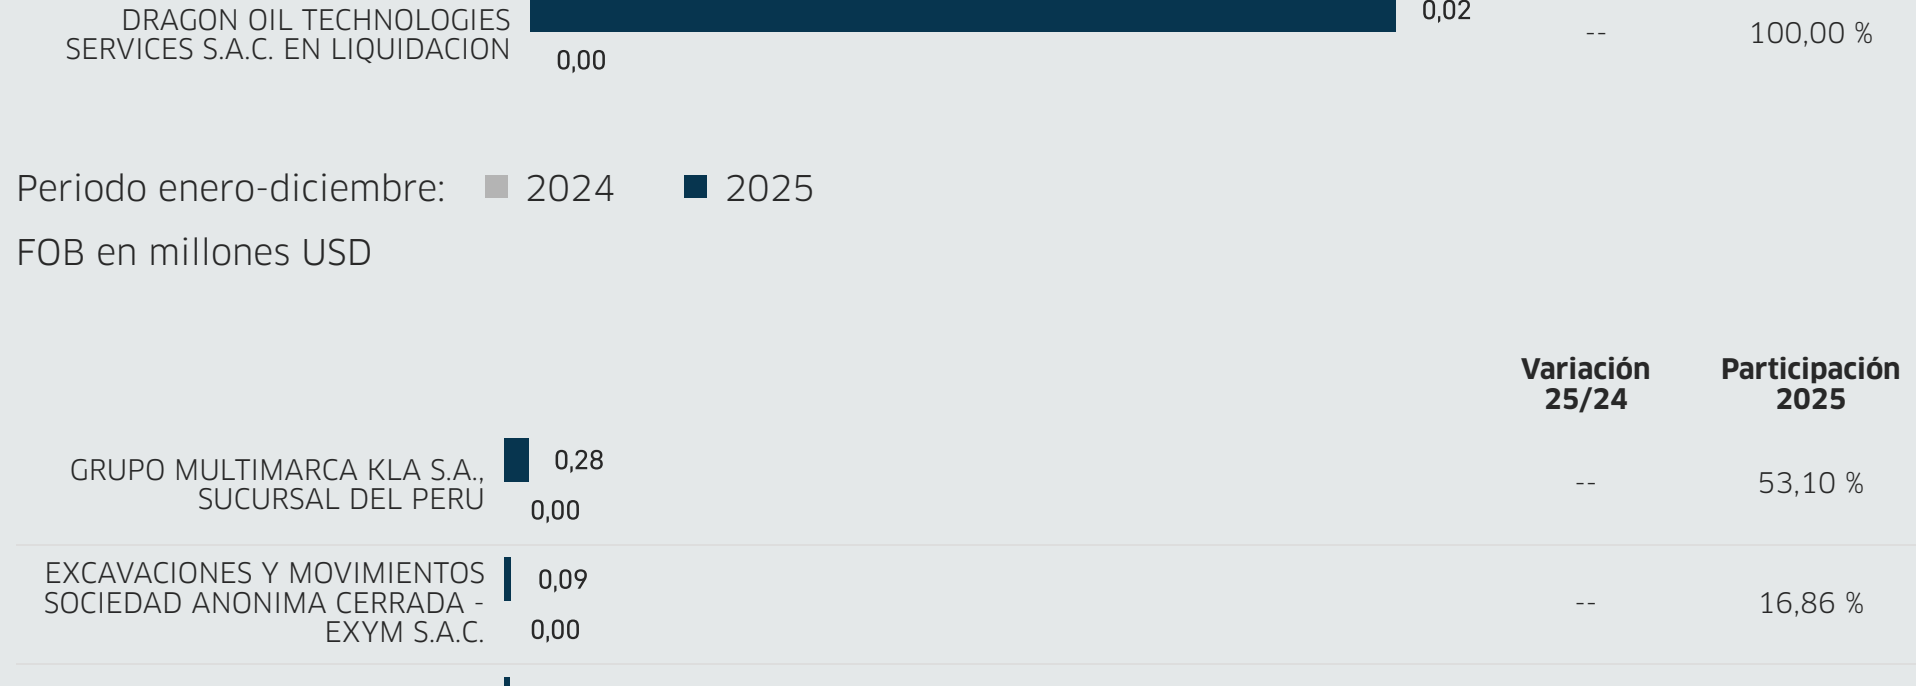 DRAGON OIL TECHNOLOGIES
SERVICES S.A.C. EN LIQUIDACION
0,02
0,00
--
100,00 %
Periodo enero-diciembre: 2024 2025
FOB en millones USD
Variación
25/24
Participación
2025
GRUPO MULTIMARCA KLA S.A.,
SUCURSAL DEL PERU
0,28
0,00
--
53,10 %
EXCAVACIONES Y MOVIMIENTOS
SOCIEDAD ANONIMA CERRADA -
EXYM S.A.C.
0,09
0,00
--
16,86 %